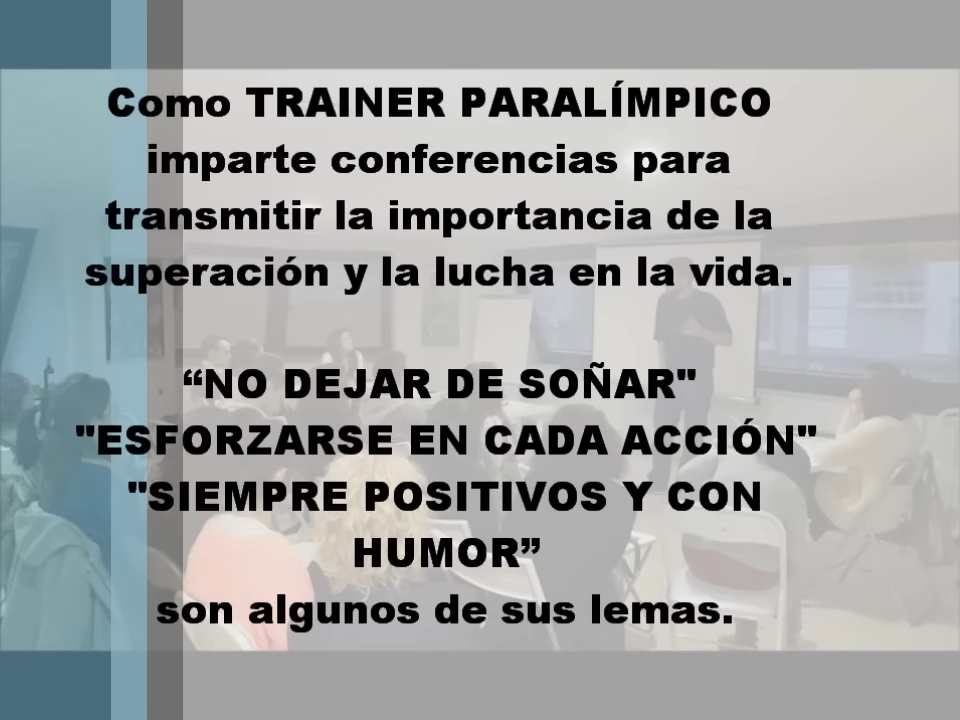 Como TRAINER PARALÍMPICO
imparte conferencias para
transmitir la importancia de la
superación y la lucha en la vida.
“NO DEJAR DE SOÑAR"
"ESFORZARSE EN CADA ACCIÓN"
"SIEMPRE POSITIVOS Y CON
HUMOR”
son algunos de sus lemas.